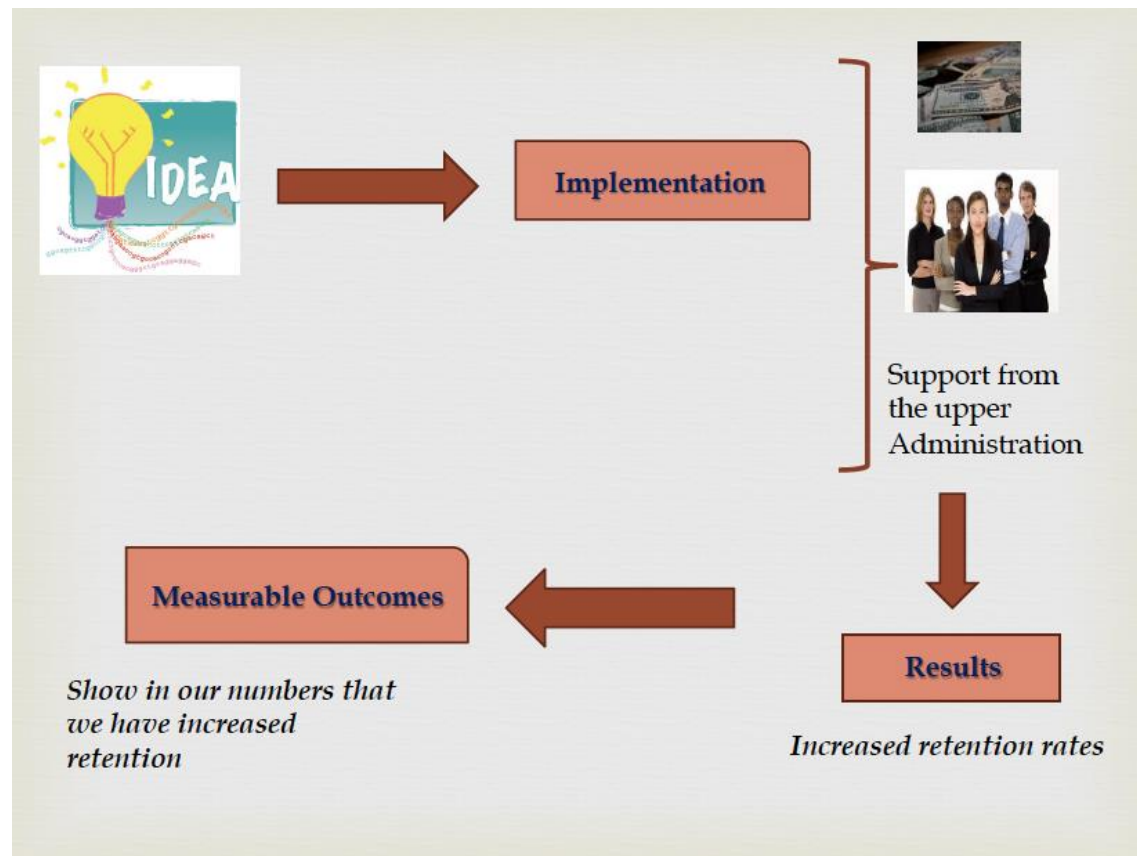 IDEA
Implementation
Support from
the upper
Administration
Results
Increased retention rates
Measurable Outcomes
Show in our numbers that
we have increased
retention